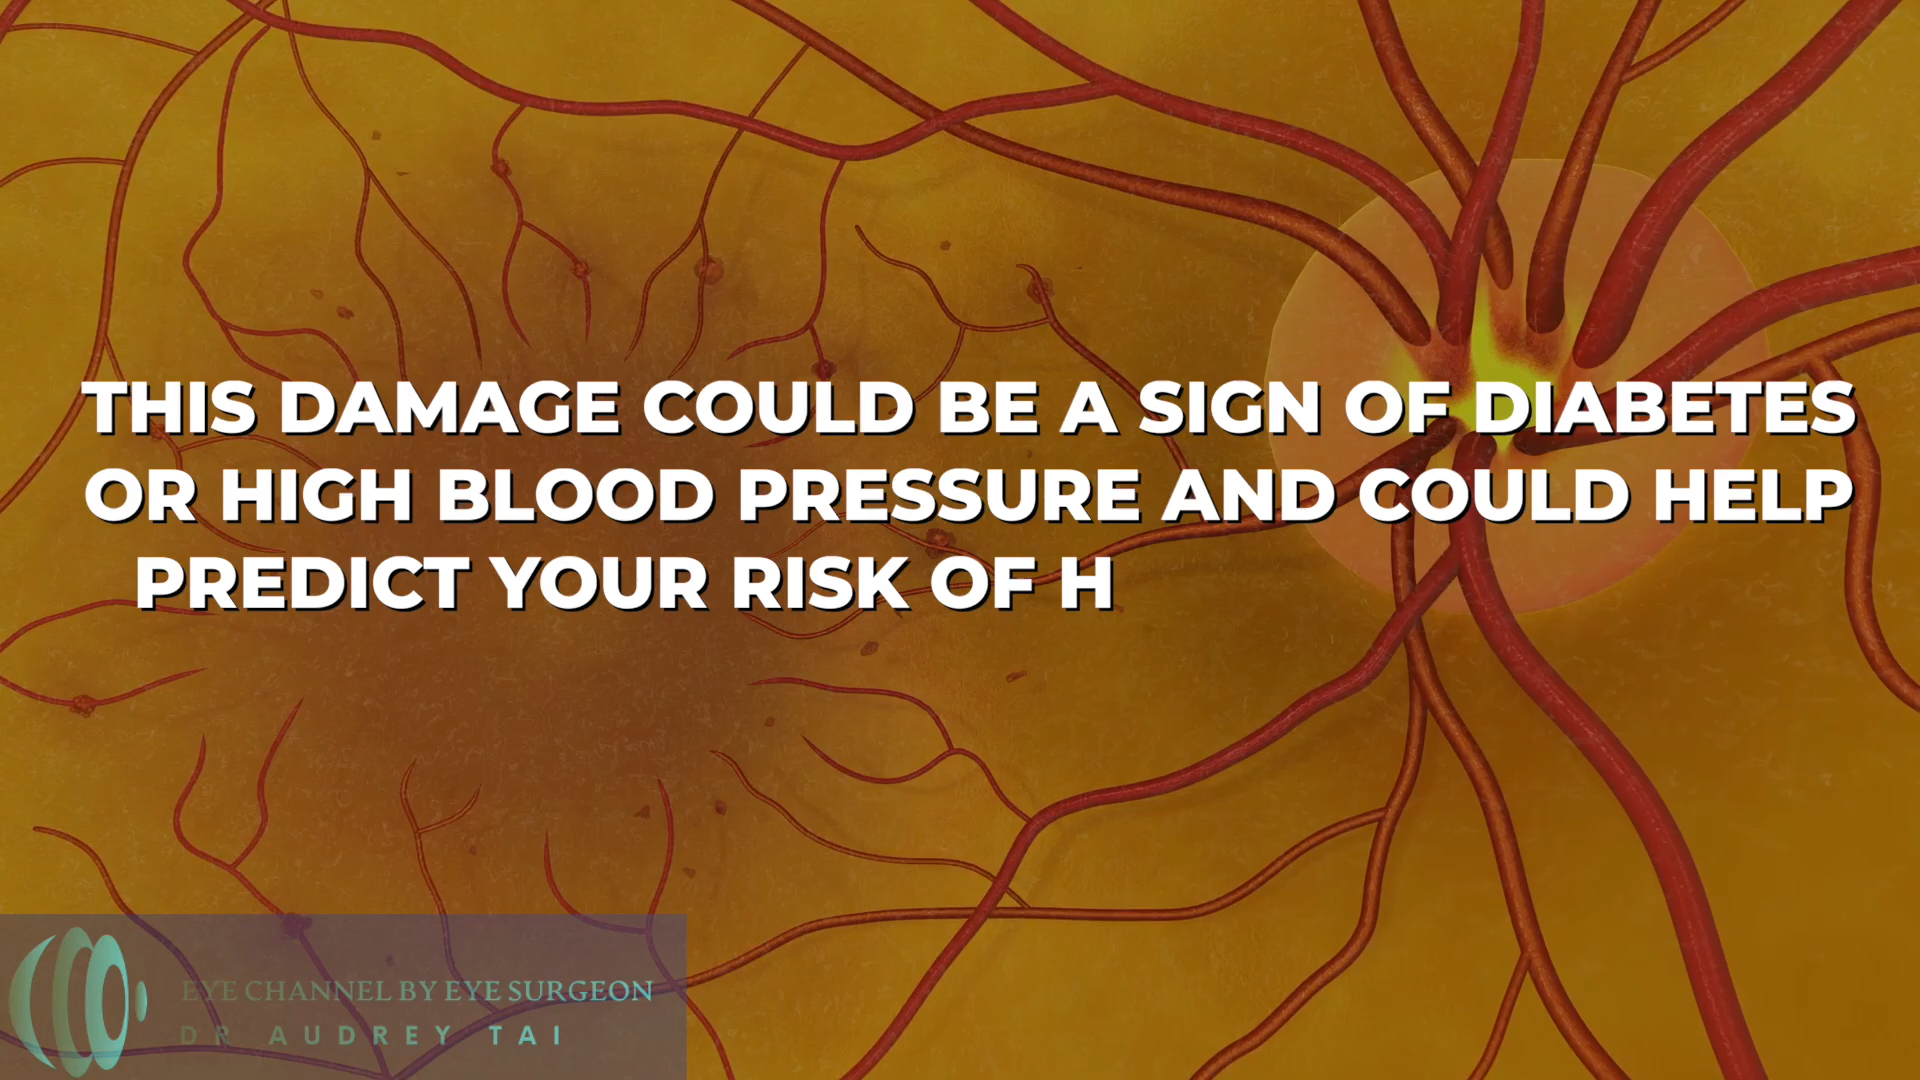 THIS DAMAGE COULD BE A SIGN OF DIABETES
OR HIGH BLOOD PRESSURE AND COULD HELP
PREDICT YOUR RISK OF H
EYE CHANNEL BY EYE SURGEON
DR AUDREY TAI